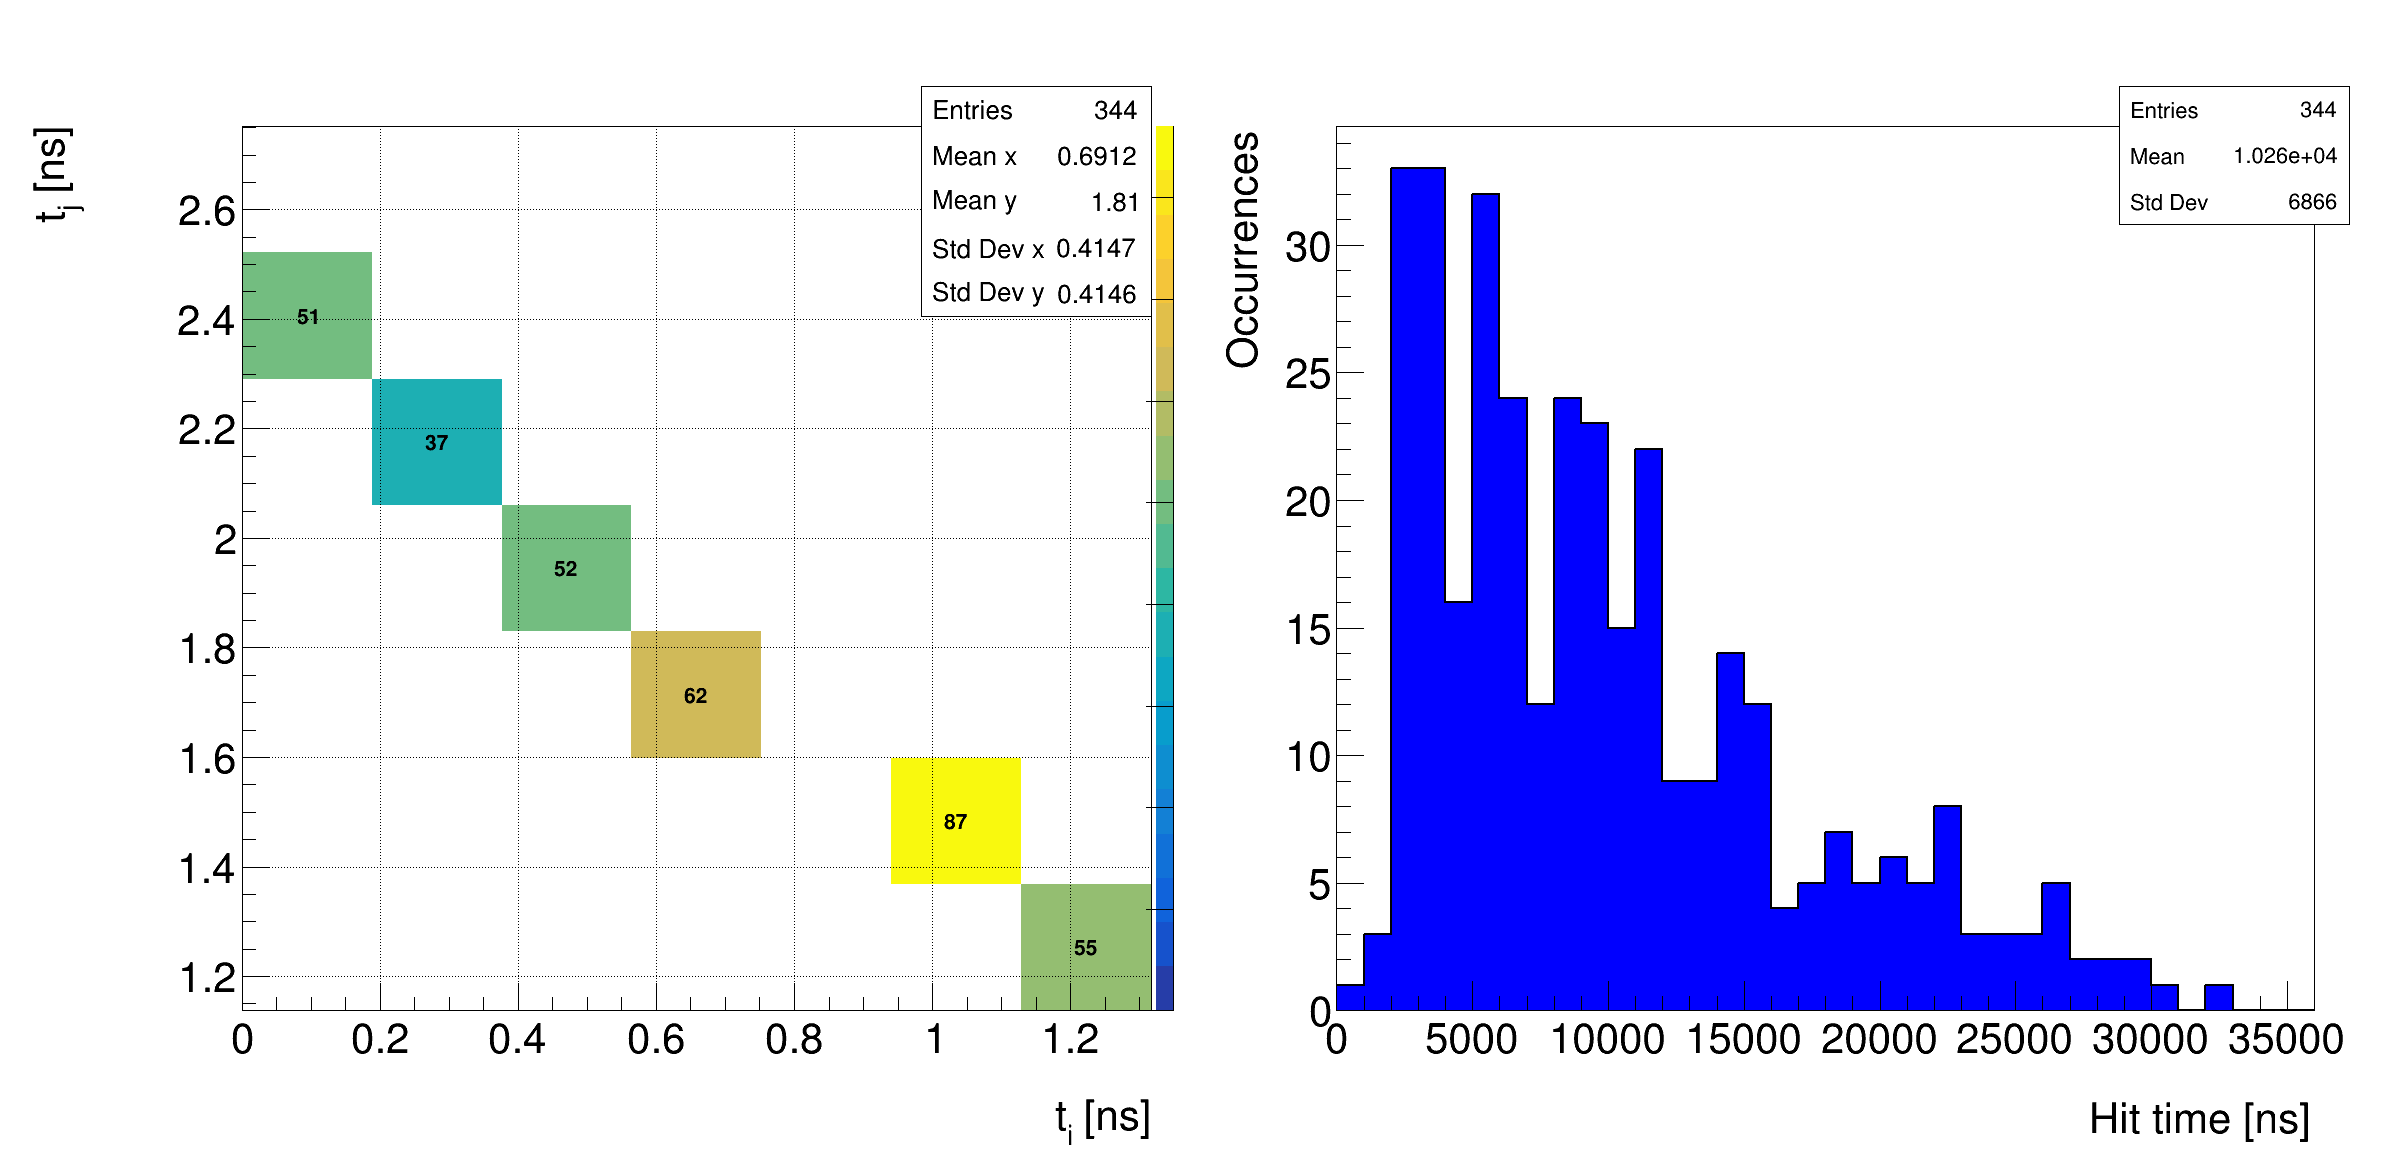 t_j [ns]
Entries 344
Mean x 0.6912
Mean y 1.81
Std Dev x 0.4147
Std Dev y 0.4146
2.6
2.4
2.2
2
1.8
1.6
1.4
1.2
51
37
52
62
87
55
0 0.2 0.4 0.6 0.8 1 1.2
t_i [ns]
Occurrences
Entries 344
Mean 1.026e+04
Std Dev 6866
30
25
20
15
10
5
0
0 5000 10000 15000 20000 25000 30000 35000
Hit time [ns]